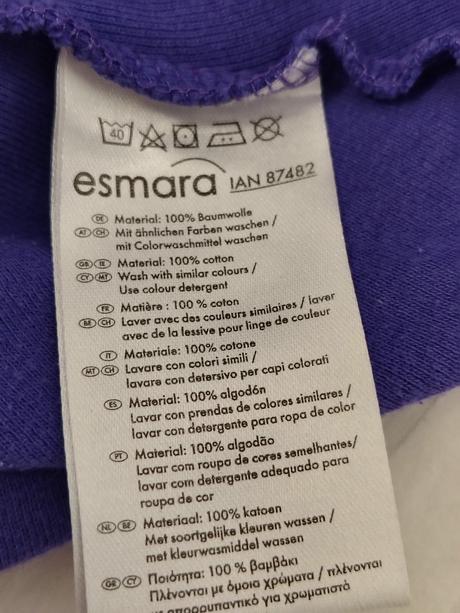 40
esmara IAN 87482
DE Material: 100% Baumwolle
AT CH Mit ähnlichen Farben waschen /
mit Colorwaschmittel waschen
GB IE Material: 100% cotton
CY MT Wash with similar colours /
Use colour detergent
FR Matière : 100 % coton
BE CH Laver avec des couleurs similaires / laver
avec de la lessive pour linge de couleur
IT Materiale: 100% cotone
MT CH Lavare con colori simili /
lavare con detersivo per capi colorati
ES Material: 100% algodón
Lavar con prendas de colores similares /
lavar con detergente para ropa de color
PT Material: 100% algodão
Lavar com roupa de cores semelhantes/
lavar com detergente adequado para
roupa de cor
NL BE Materiaal: 100% katoen
Met soortgelijke kleuren wassen /
met kleurwasmiddel wassen
GR CY Ποιότητα: 100 % βαμβάκι
Πλένονται με όμοια χρώματα / πλένονται
με απορρυπαντικό για χρωματιστά